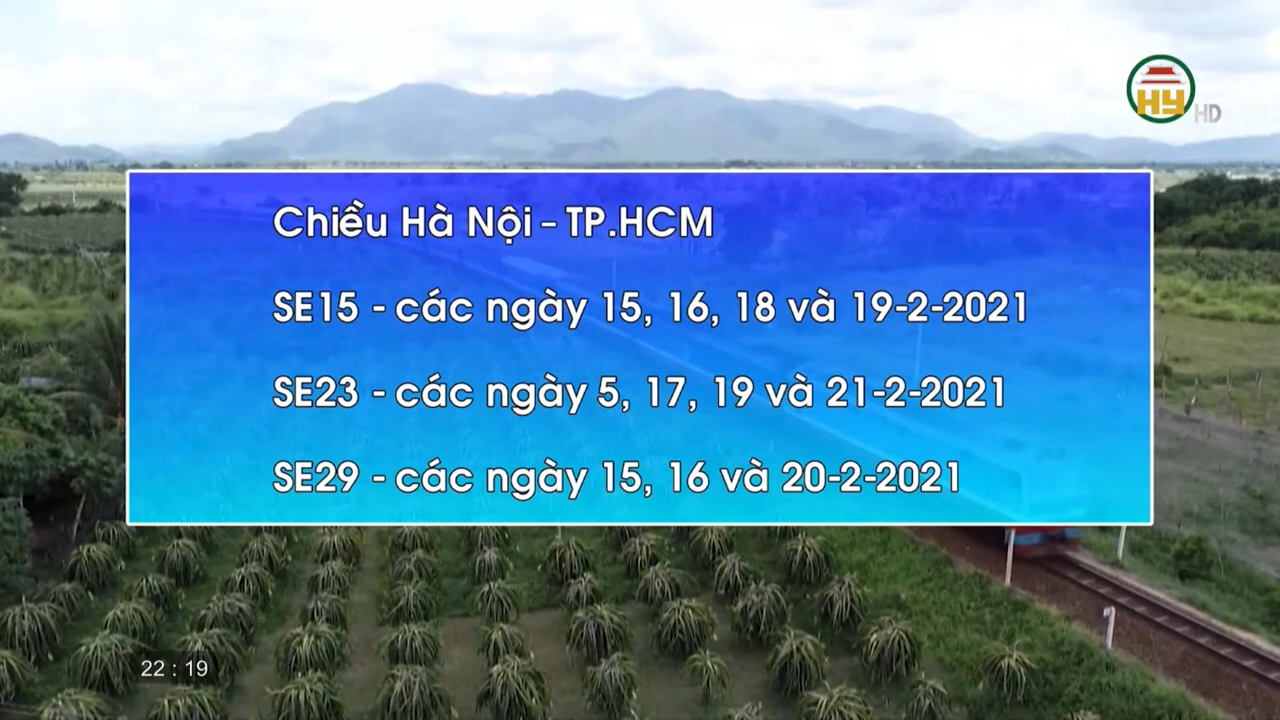 HY HD
Chiều Hà Nội - TP.HCM
SE15 - các ngày 15, 16, 18 và 19-2-2021
SE23 - các ngày 5, 17, 19 và 21-2-2021
SE29 - các ngày 15, 16 và 20-2-2021
22 : 19